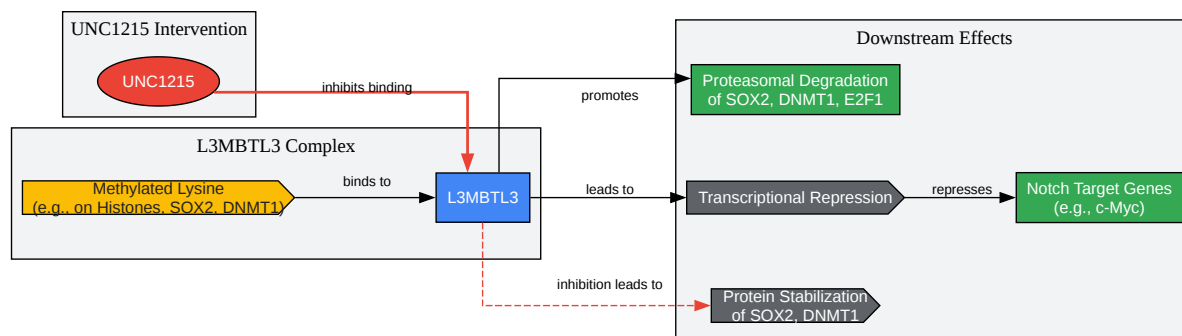 UNC1215 Intervention
UNC1215
inhibits binding
L3MBTL3 Complex
Methylated Lysine
(e.g., on Histones, SOX2, DNMT1)
binds to
L3MBTL3
Downstream Effects
promotes
Proteasomal Degradation
of SOX2, DNMT1, E2F1
leads to
Transcriptional Repression
represses
Notch Target Genes
(e.g., c-Myc)
inhibition leads to
Protein Stabilization
of SOX2, DNMT1